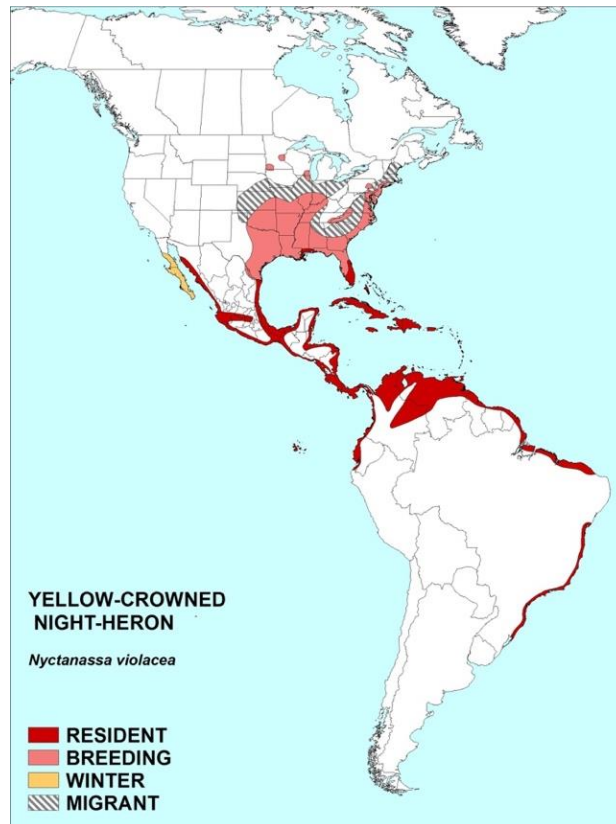 YELLOW-CROWNED
NIGHT-HERON
Nyctanassa violacea
RESIDENT
BREEDING
WINTER
MIGRANT